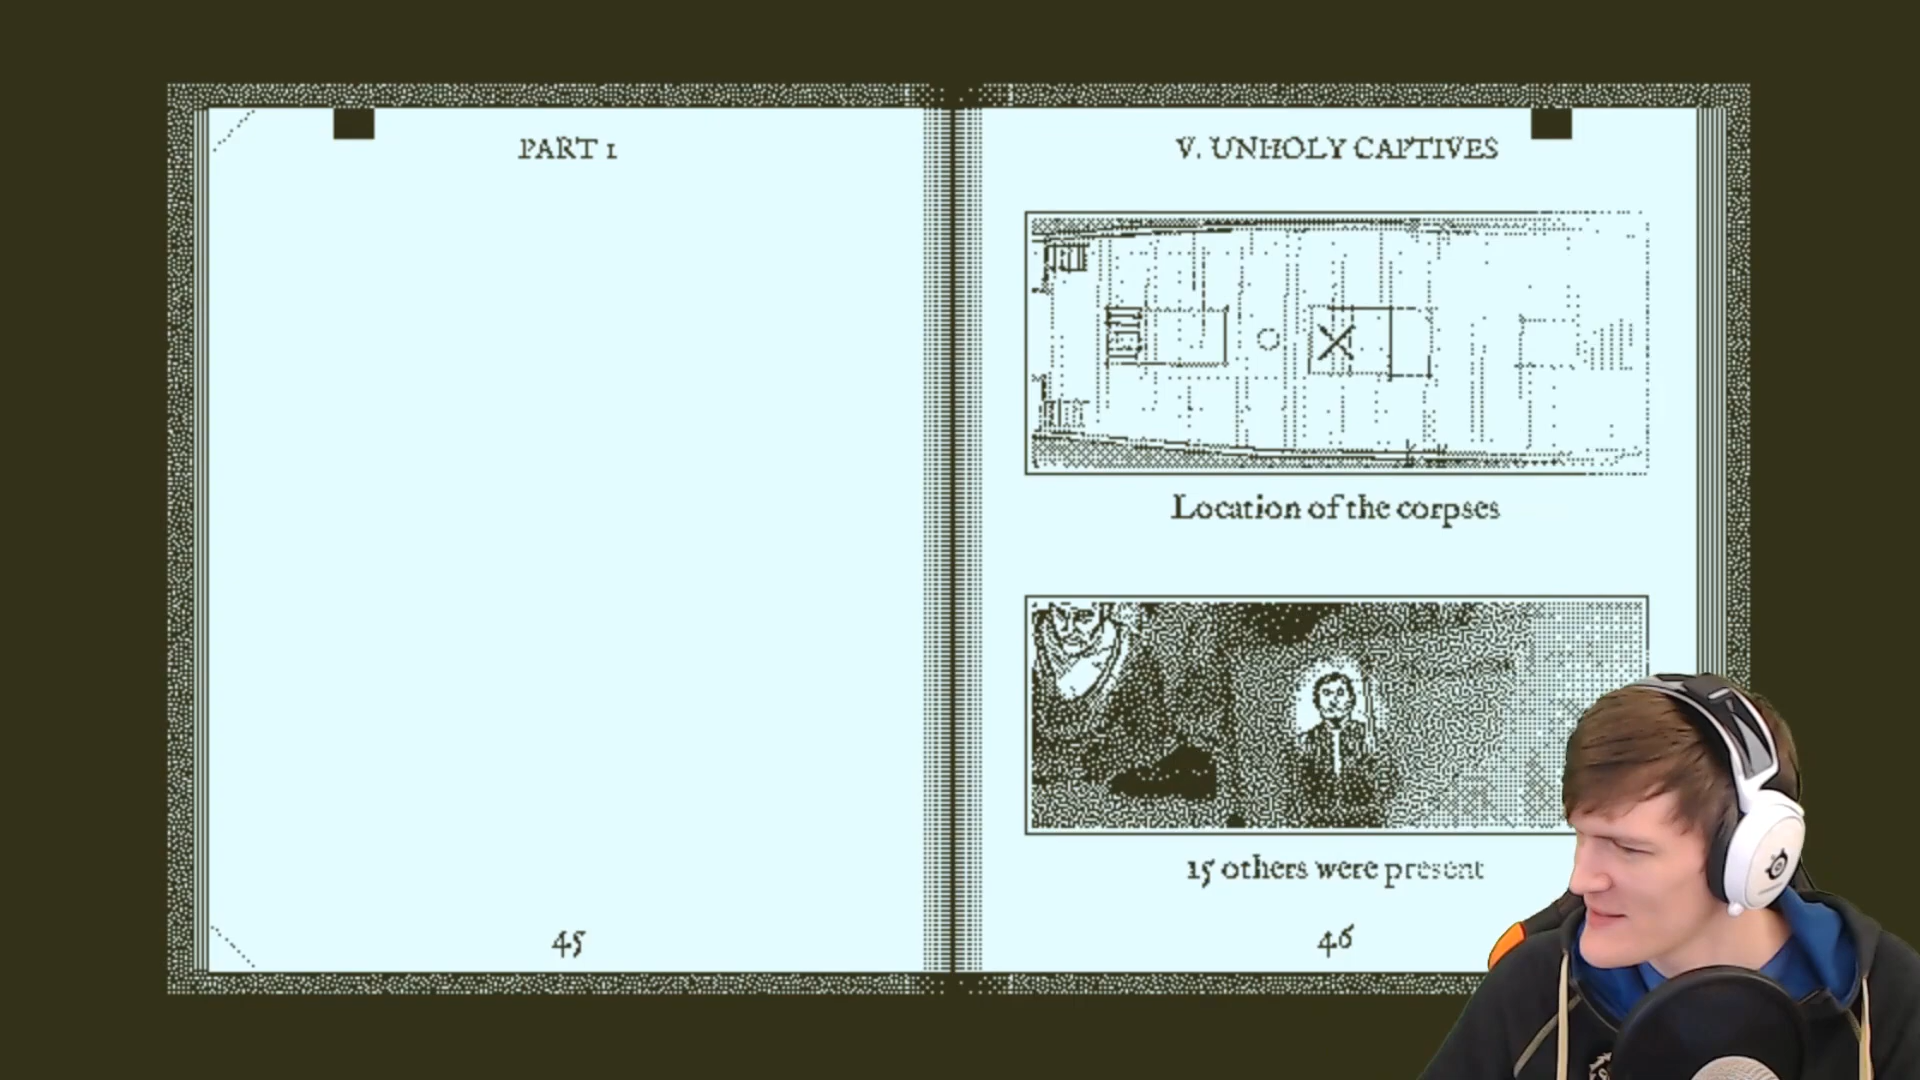 PART 1
V. UNHOLY CAPTIVES
Location of the corpses
15 others were present
45
46